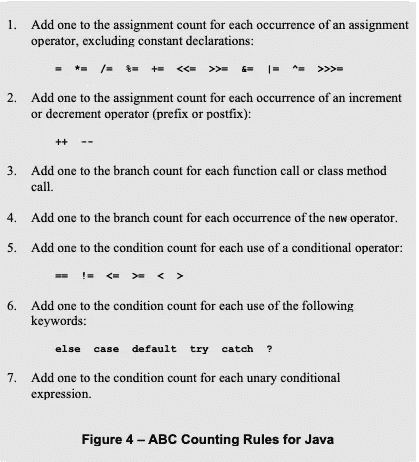 1. Add one to the assignment count for each occurrence of an assignment
operator, excluding constant declarations:
= *= /= %= += <<= >>= &= |= ^= >>>=
2. Add one to the assignment count for each occurrence of an increment
or decrement operator (prefix or postfix):
++ --
3. Add one to the branch count for each function call or class method
call.
4. Add one to the branch count for each occurrence of the new operator.
5. Add one to the condition count for each use of a conditional operator:
== != <= >= < >
6. Add one to the condition count for each use of the following
keywords:
else case default try catch ?
7. Add one to the condition count for each unary conditional
expression.
Figure 4 – ABC Counting Rules for Java